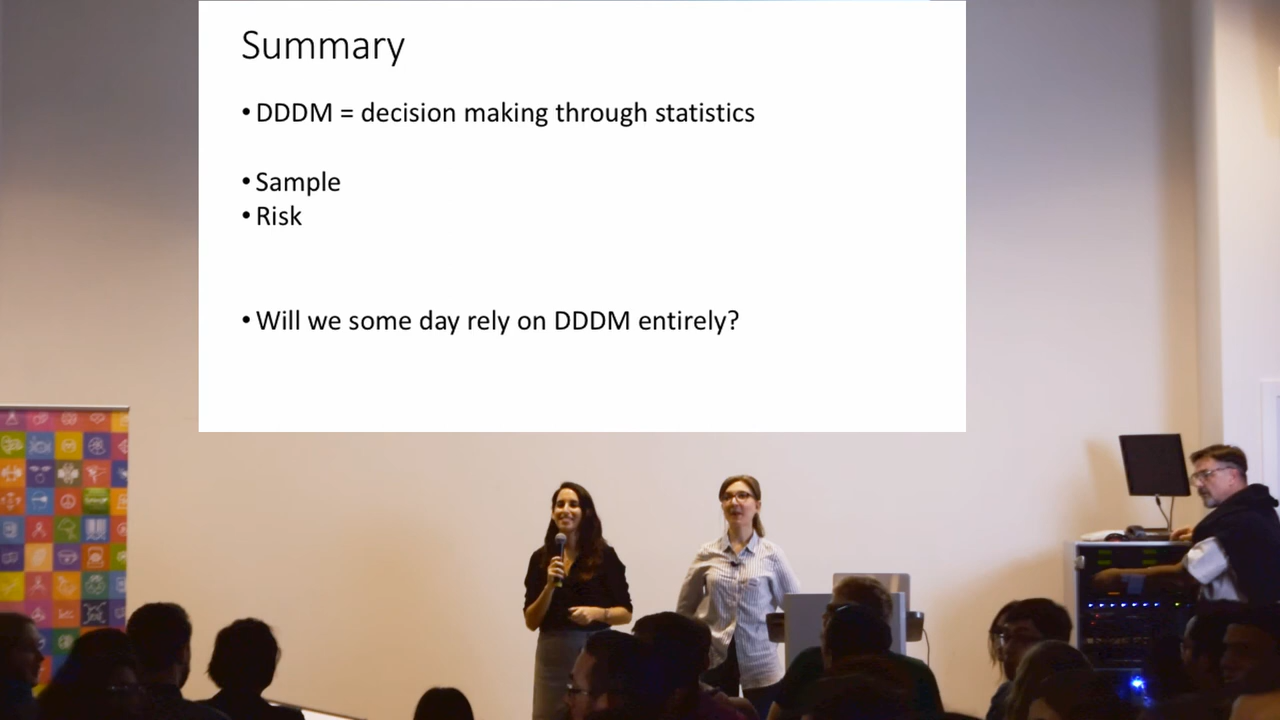 Summary
• DDDM = decision making through statistics
• Sample
• Risk
• Will we some day rely on DDDM entirely?